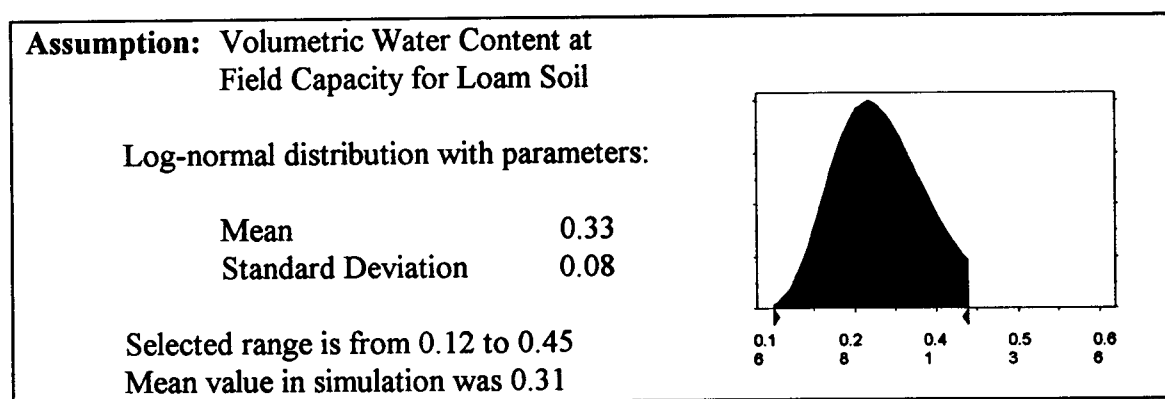 Assumption: Volumetric Water Content at
Field Capacity for Loam Soil
Log-normal distribution with parameters:
Mean 0.33
Standard Deviation 0.08
Selected range is from 0.12 to 0.45
Mean value in simulation was 0.31
0.1 0.2 0.4 0.5 0.6
6 8 1 3 6